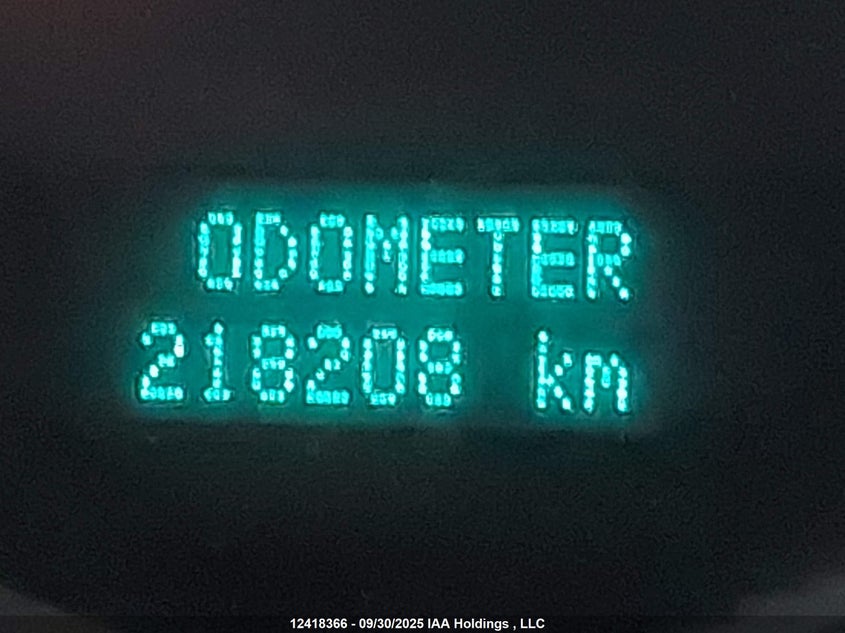 ODOMETER
218208 km
12418366 - 09/30/2025 IAA Holdings , LLC